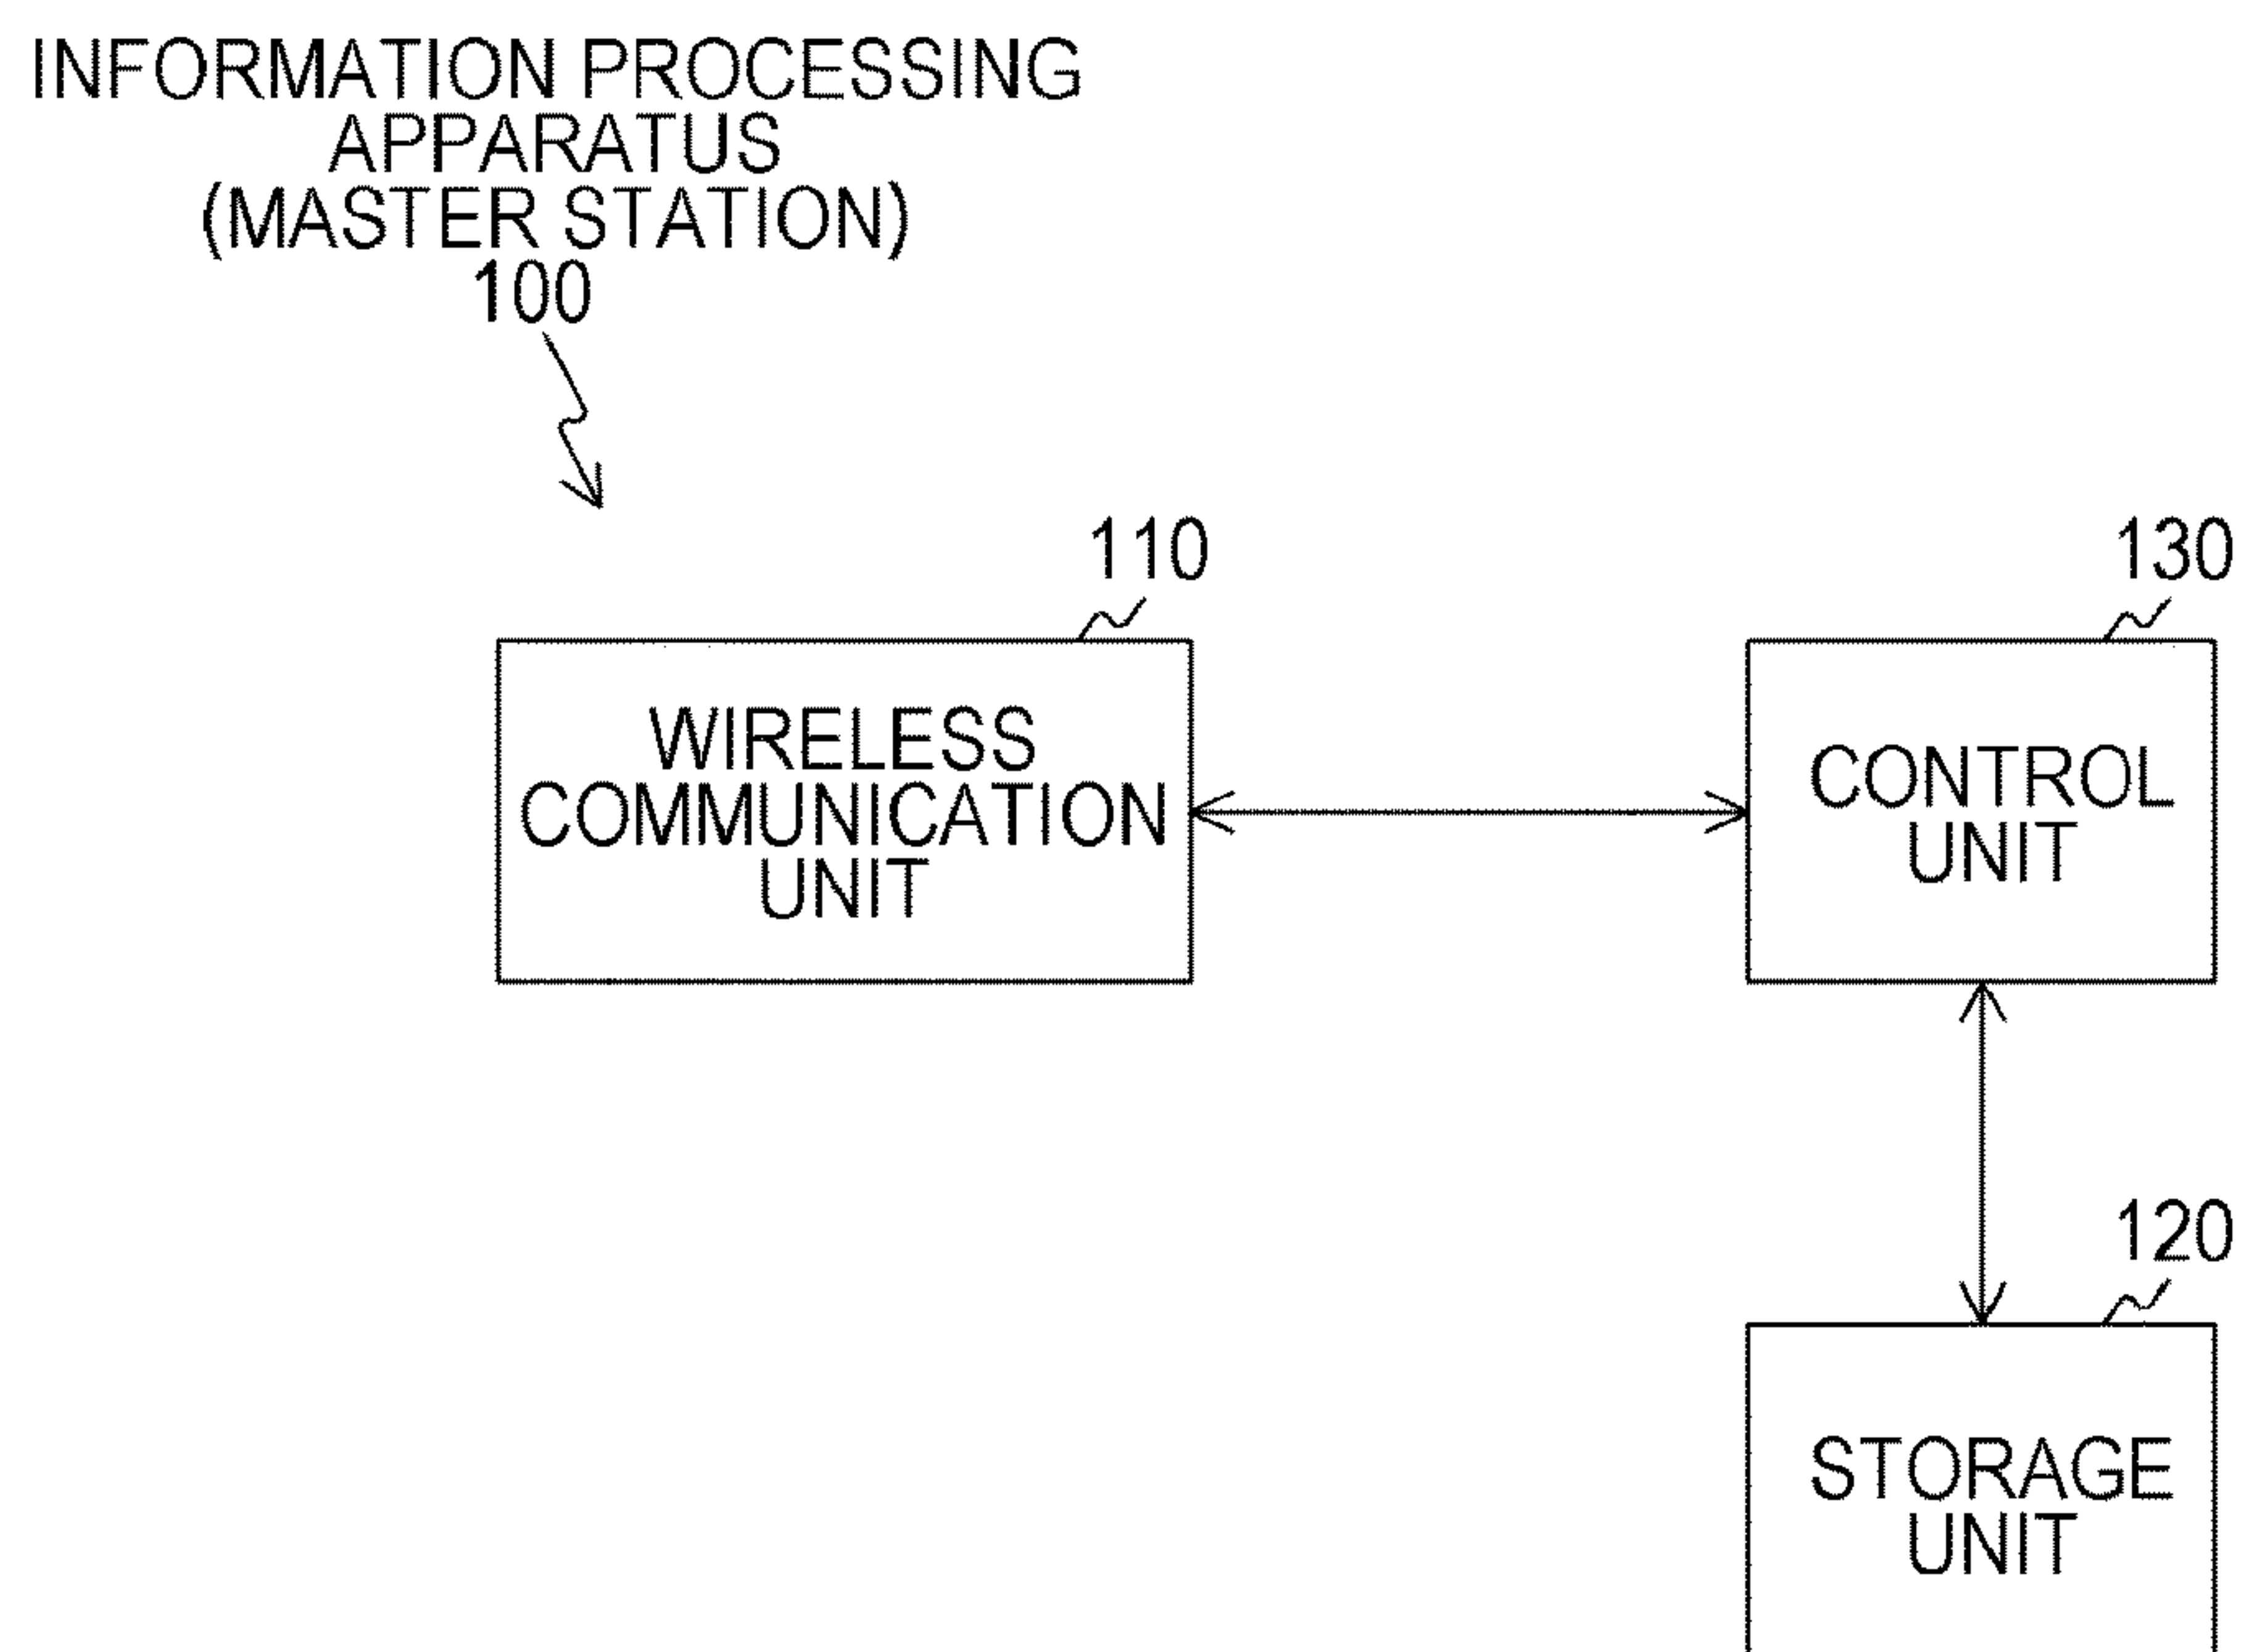 INFORMATION PROCESSING
APPARATUS
(MASTER STATION)
100
110
130
WIRELESS
COMMUNICATION
UNIT
CONTROL
UNIT
120
STORAGE
UNIT